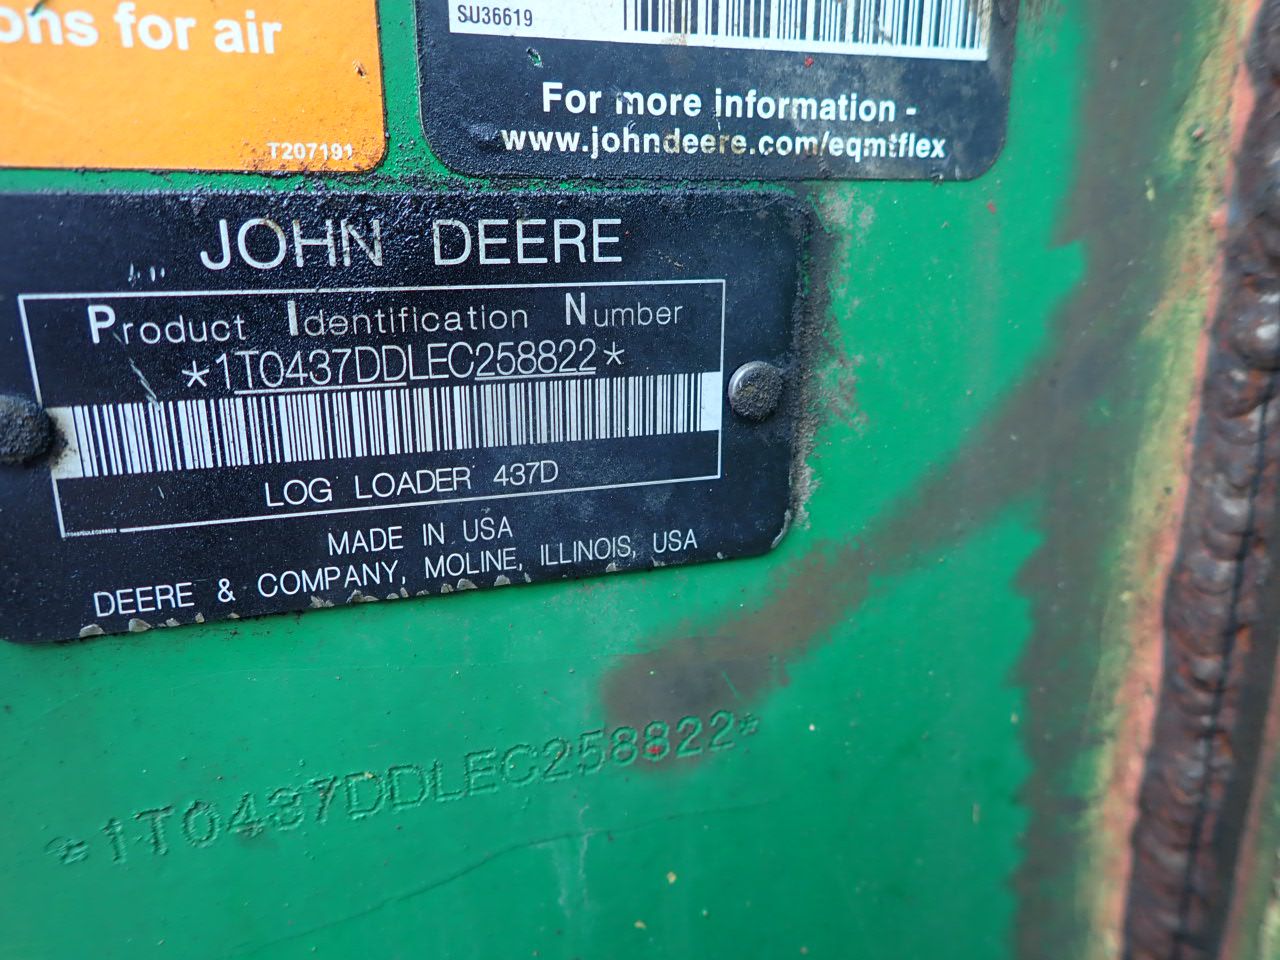 ons for air
T207191
SU36619
For more information -
www.johndeere.com/eqmtflex
JOHN DEERE
Product Identification Number
*1T0437DDLEC258822*
LOG LOADER 437D
MADE IN USA
DEERE & COMPANY, MOLINE, ILLINOIS, USA
*1T0437DDLEC258822*